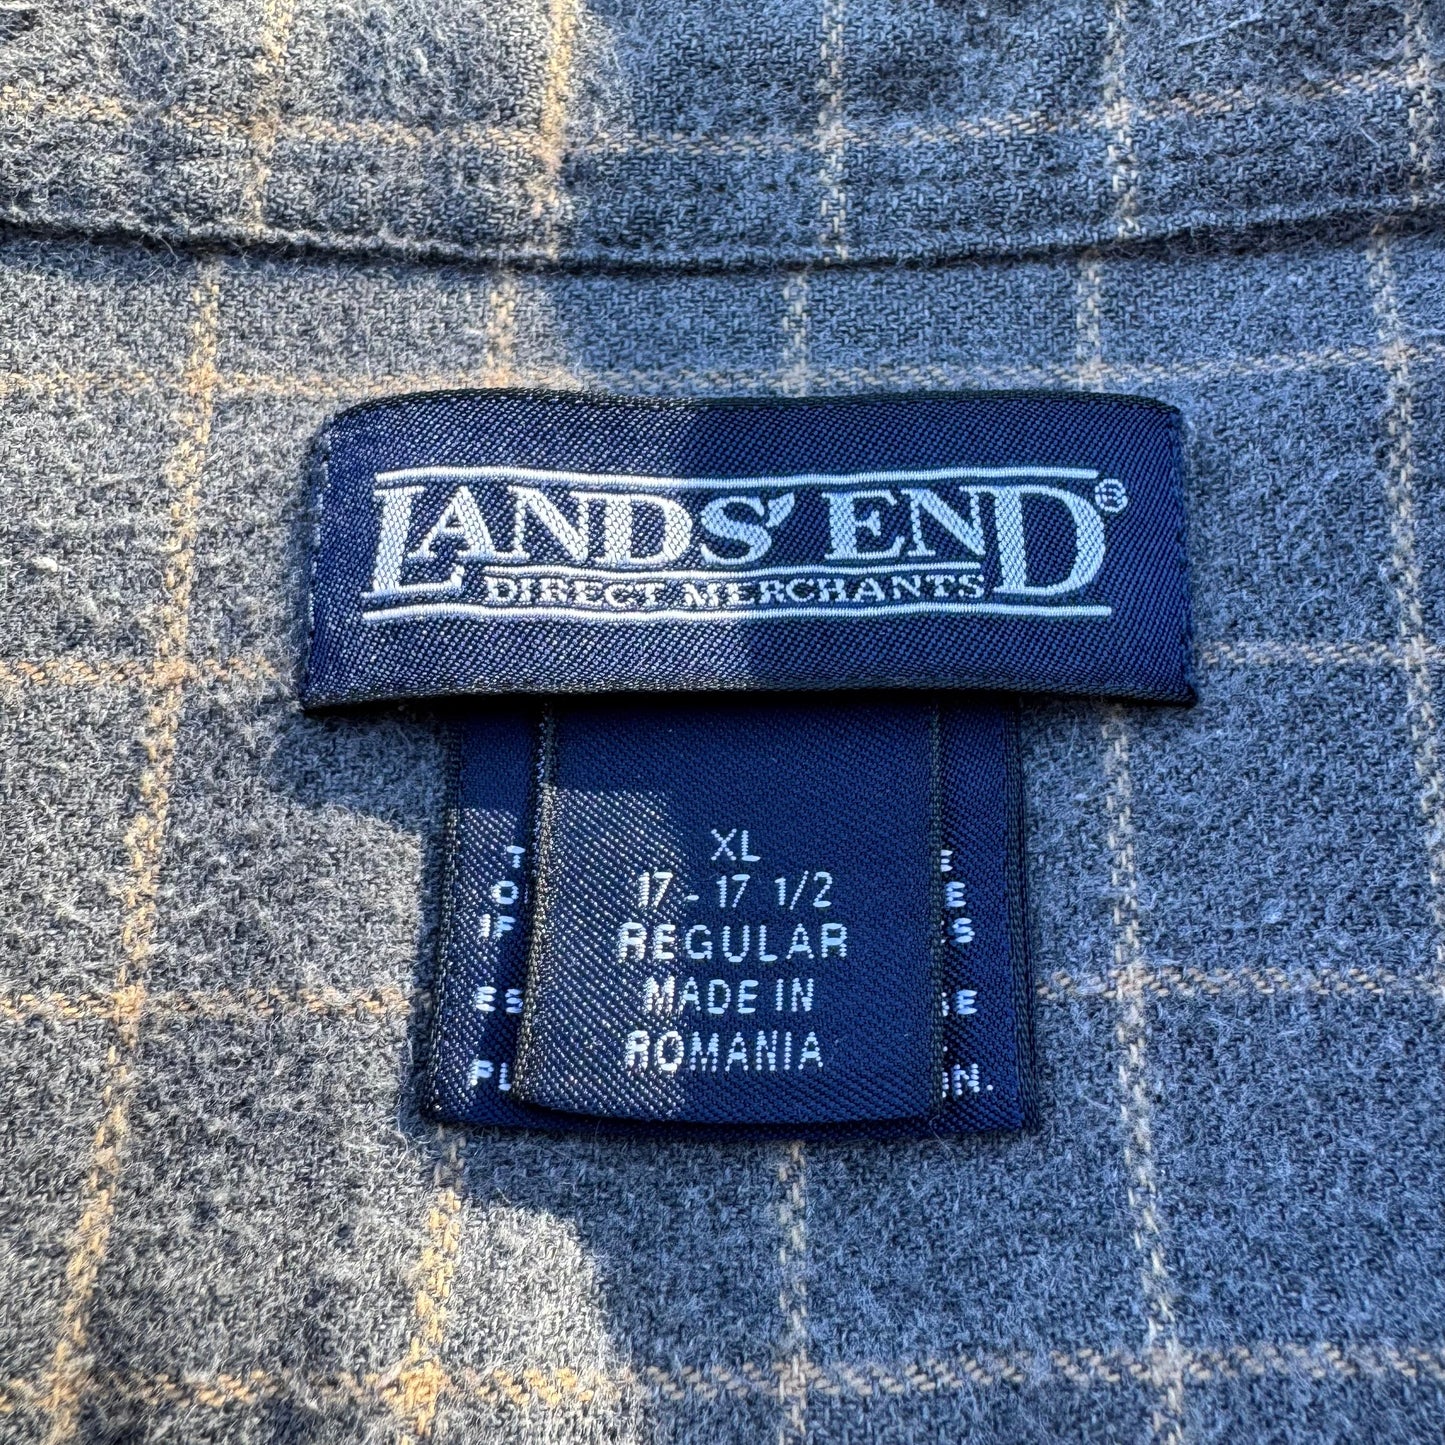 LANDS' END®
DIRECT MERCHANTS
XL
17 - 17 1/2
REGULAR
MADE IN
ROMANIA